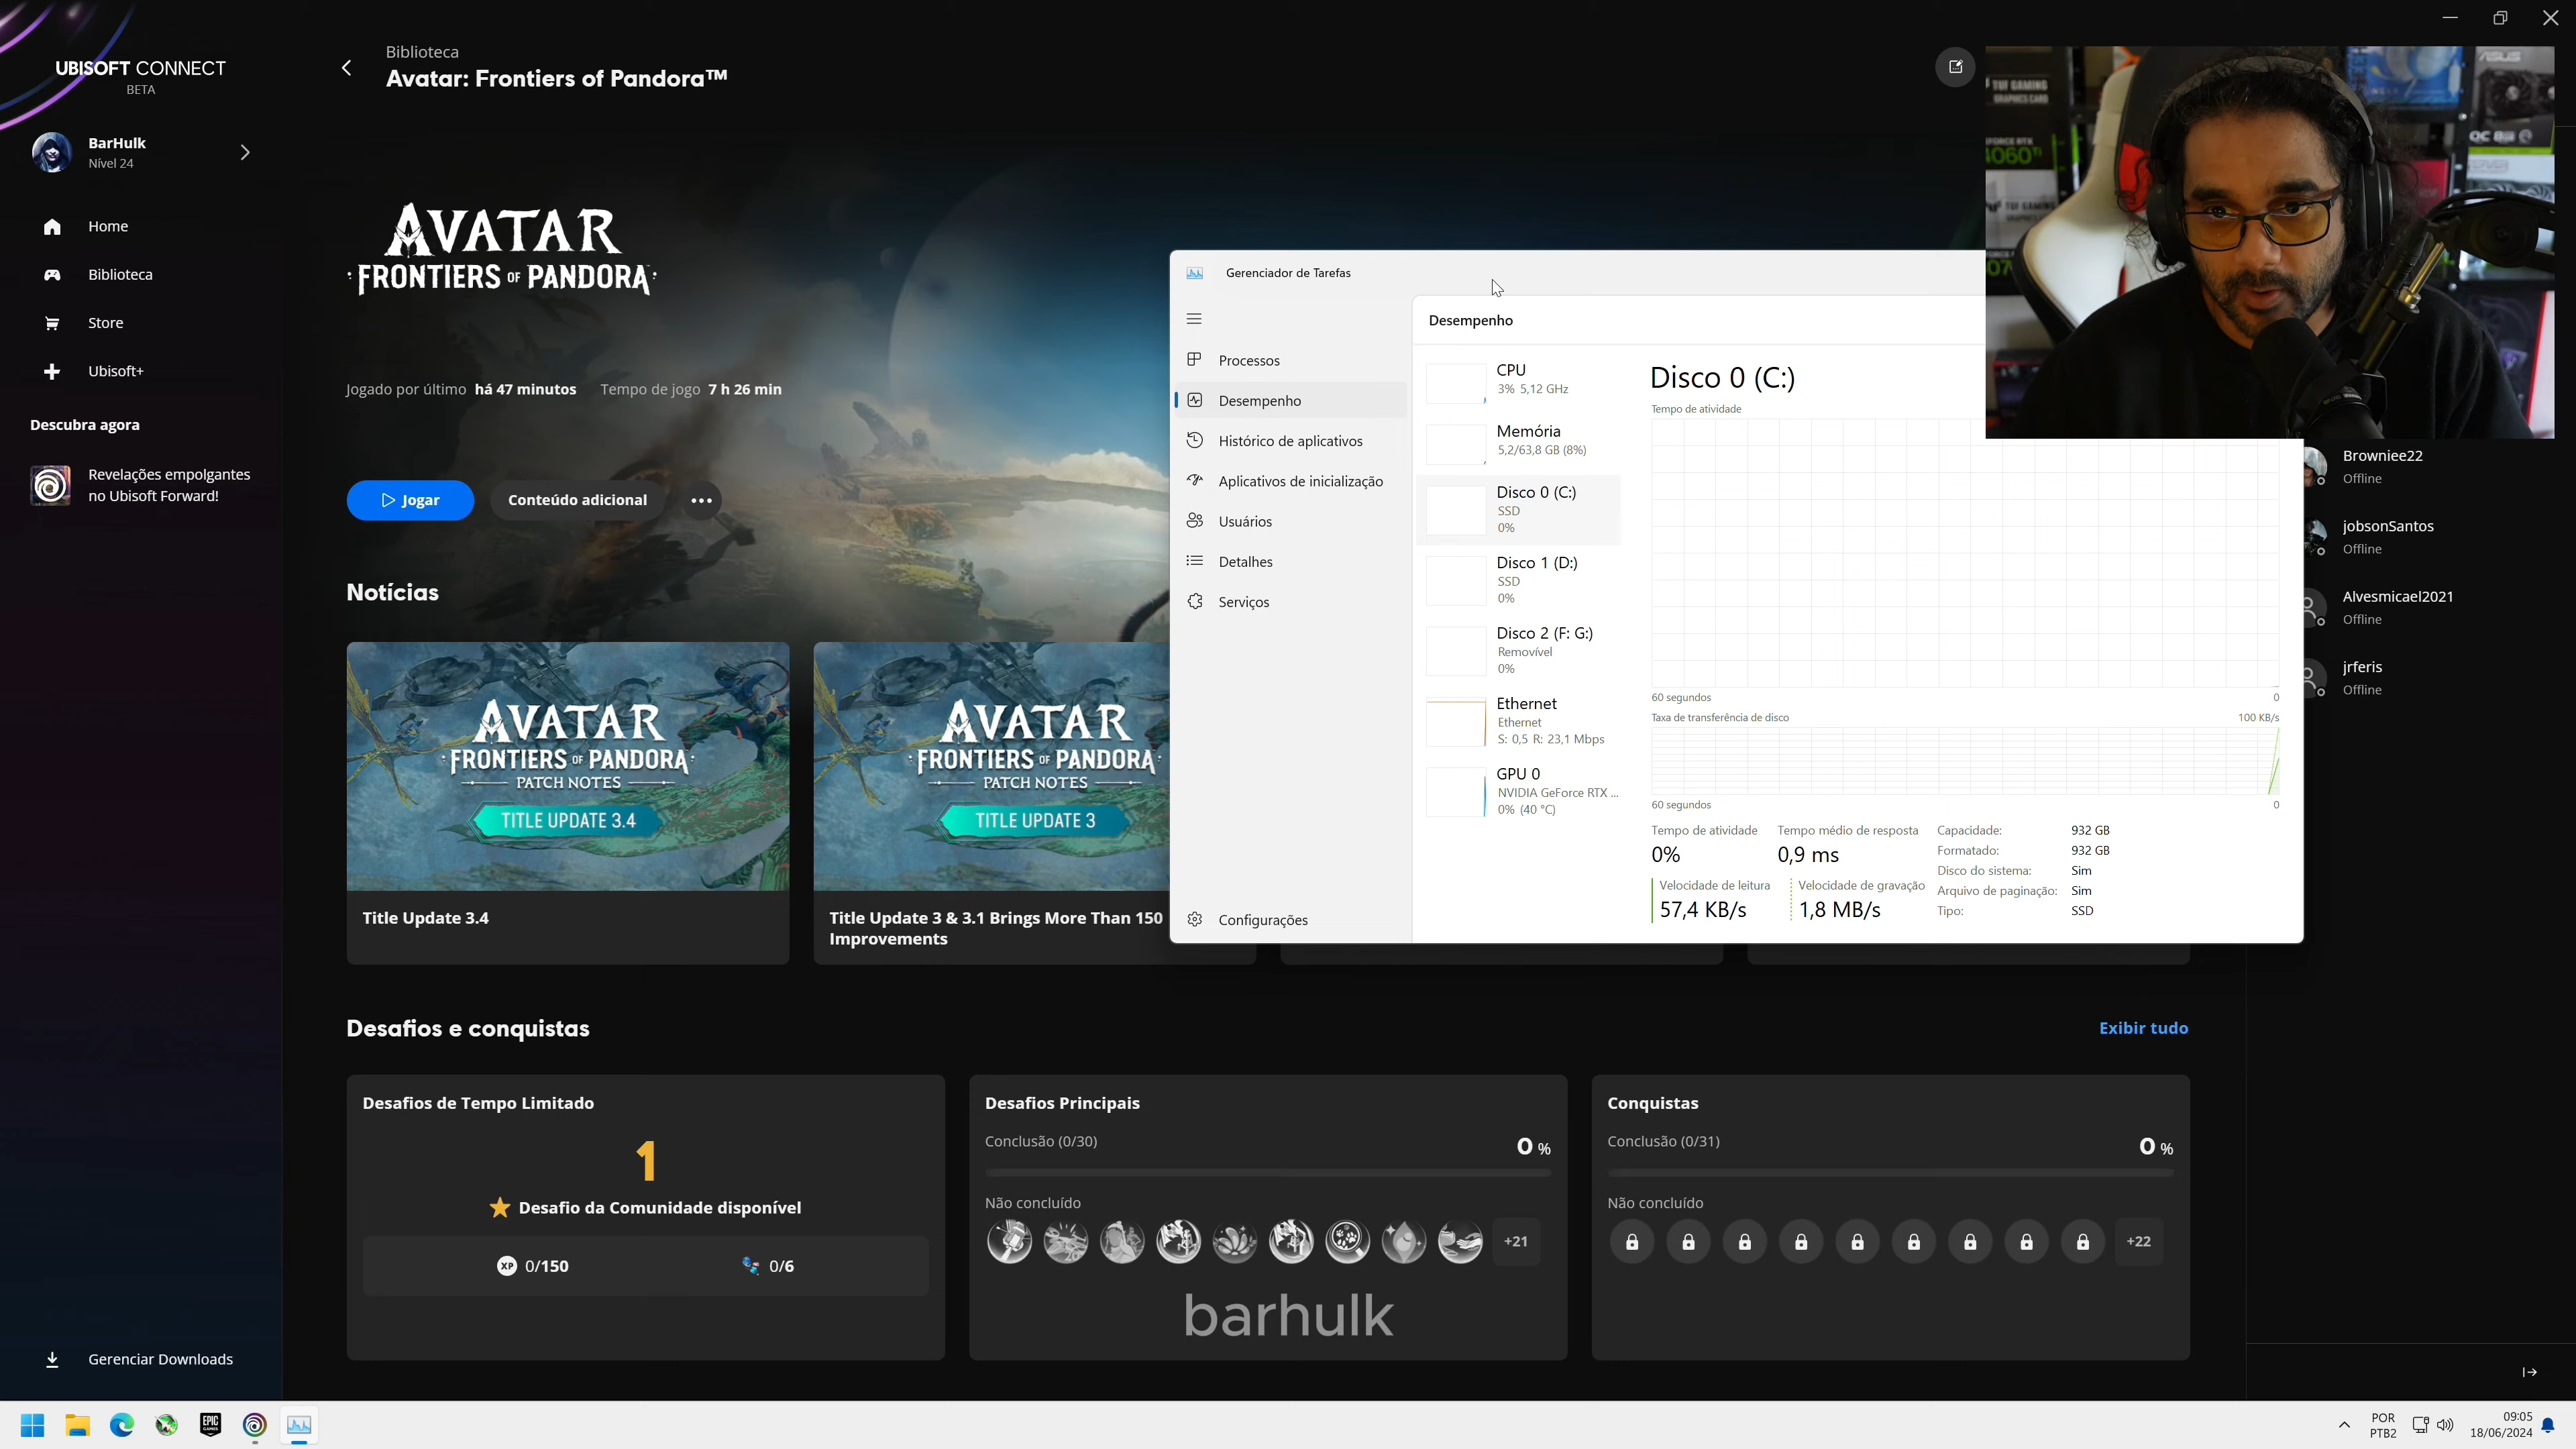 UBISOFT CONNECT
BETA
BarHulk
Nível 24
Home
Biblioteca
Store
Ubisoft+
Descubra agora
Revelações empolgantes
no Ubisoft Forward!
Gerenciar Downloads
Biblioteca
Avatar: Frontiers of Pandora™
AVATAR
FRONTIERS OF PANDORA
Jogado por último há 47 minutos Tempo de jogo 7 h 26 min
Jogar
Conteúdo adicional
Notícias
AVATAR
FRONTIERS OF PANDORA
PATCH NOTES
TITLE UPDATE 3.4
Title Update 3.4
AVATAR
FRONTIERS OF PANDORA
PATCH NOTES
TITLE UPDATE 3
Title Update 3 & 3.1 Brings More Than 150
Improvements
Gerenciador de Tarefas
Processos
Desempenho
Histórico de aplicativos
Aplicativos de inicialização
Usuários
Detalhes
Serviços
Configurações
Desempenho
CPU
3% 5,12 GHz
Memória
5,2/63,8 GB (8%)
Disco 0 (C:)
SSD
0%
Disco 1 (D:)
SSD
0%
Disco 2 (F: G:)
Removível
0%
Ethernet
Ethernet
S: 0,5 R: 23,1 Mbps
GPU 0
NVIDIA GeForce RTX ...
0% (40 °C)
Disco 0 (C:)
Tempo de atividade
60 segundos 0
Taxa de transferência de disco 100 KB/s
60 segundos 0
Tempo de atividade
0%
Tempo médio de resposta
0,9 ms
Velocidade de leitura
57,4 KB/s
Velocidade de gravação
1,8 MB/s
Capacidade: 932 GB
Formatado: 932 GB
Disco do sistema: Sim
Arquivo de paginação: Sim
Tipo: SSD
TUF GAMING
GRAPHICS CARD
4060Ti
ASUS
Browniee22
Offline
jobsonSantos
Offline
Alvesmicael2021
Offline
jrferis
Offline
Desafios e conquistas
Exibir tudo
Desafios de Tempo Limitado
1
Desafio da Comunidade disponível
XP 0/150
0/6
Desafios Principais
Conclusão (0/30)
0 %
Não concluído
+21
barhulk
Conquistas
Conclusão (0/31)
0 %
Não concluído
+22
EPIC
GAMES
POR
PTB2
09:05
18/06/2024